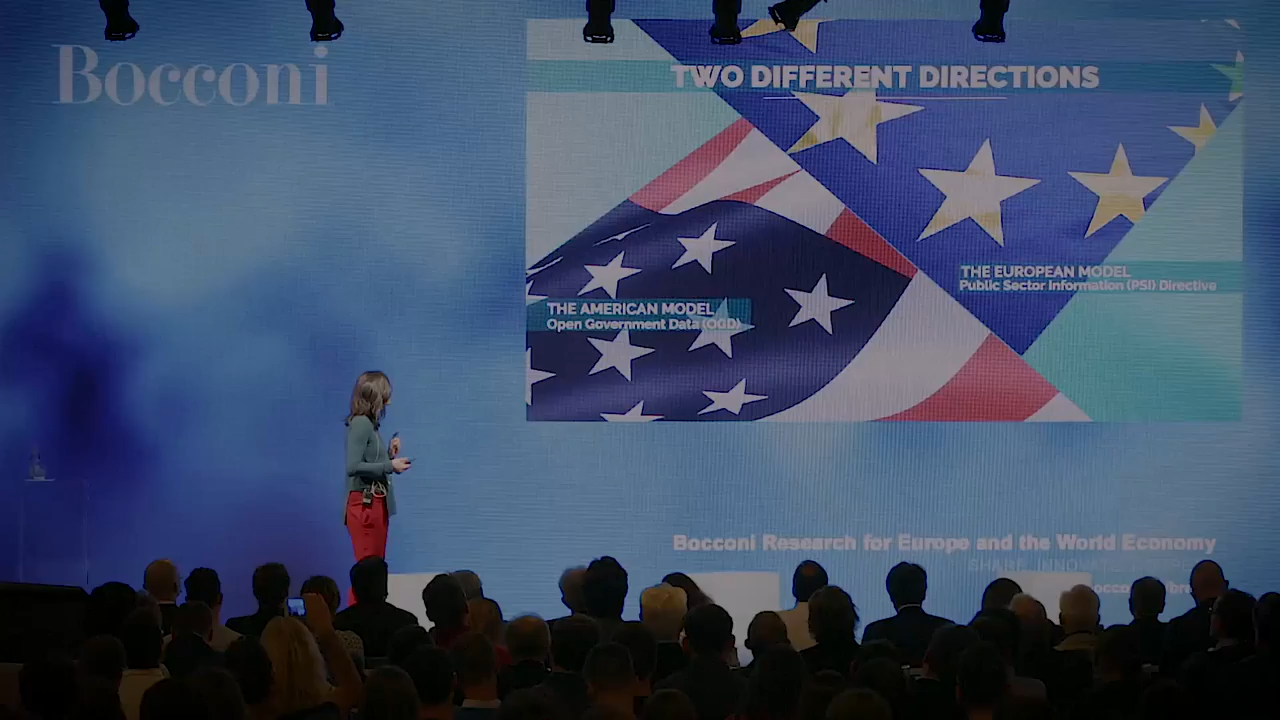 Bocconi
TWO DIFFERENT DIRECTIONS
THE EUROPEAN MODEL
Public Sector Information (PSI) Directive
THE AMERICAN MODEL
Open Government Data (OGD)
Bocconi Research for Europe and the World Economy